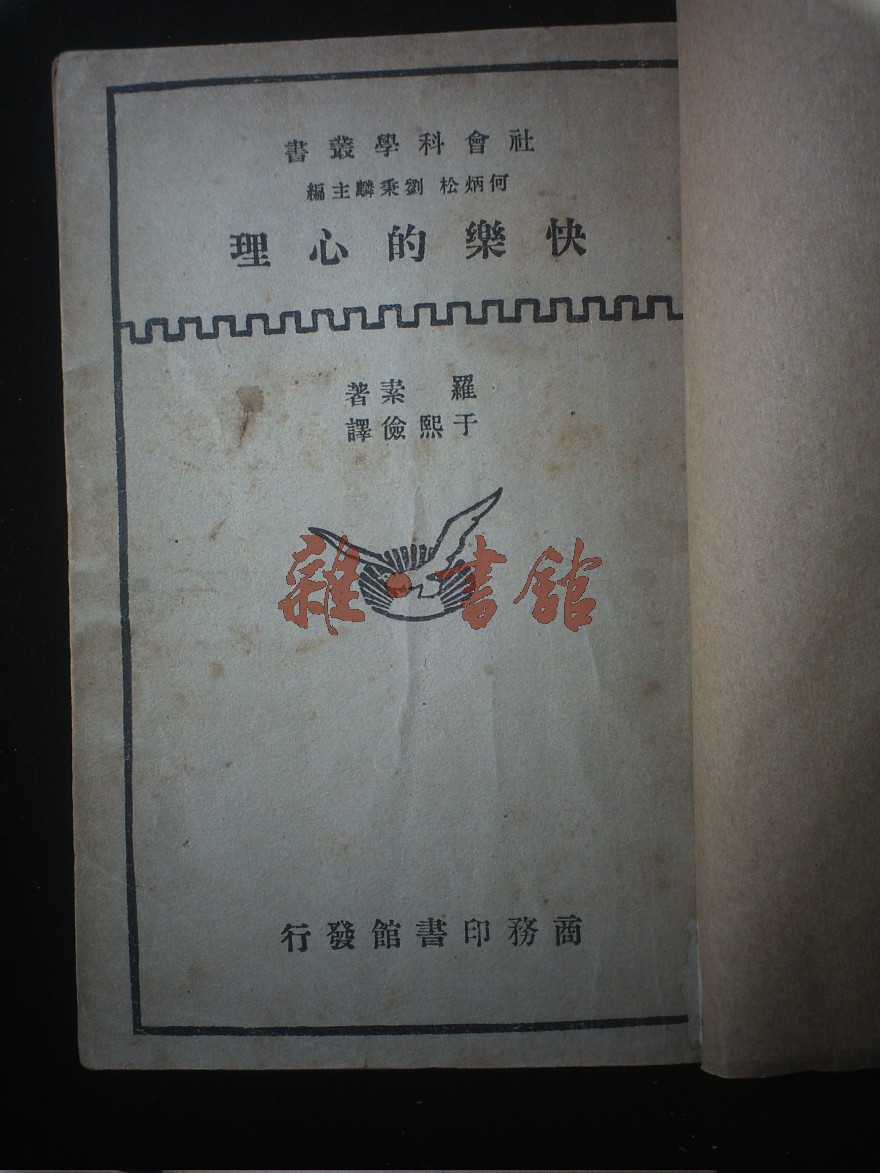 社會科學叢書
何炳松 劉秉麟主編
快樂的心理
羅素著
于熙儉譯
雜·書館
商務印書館發行